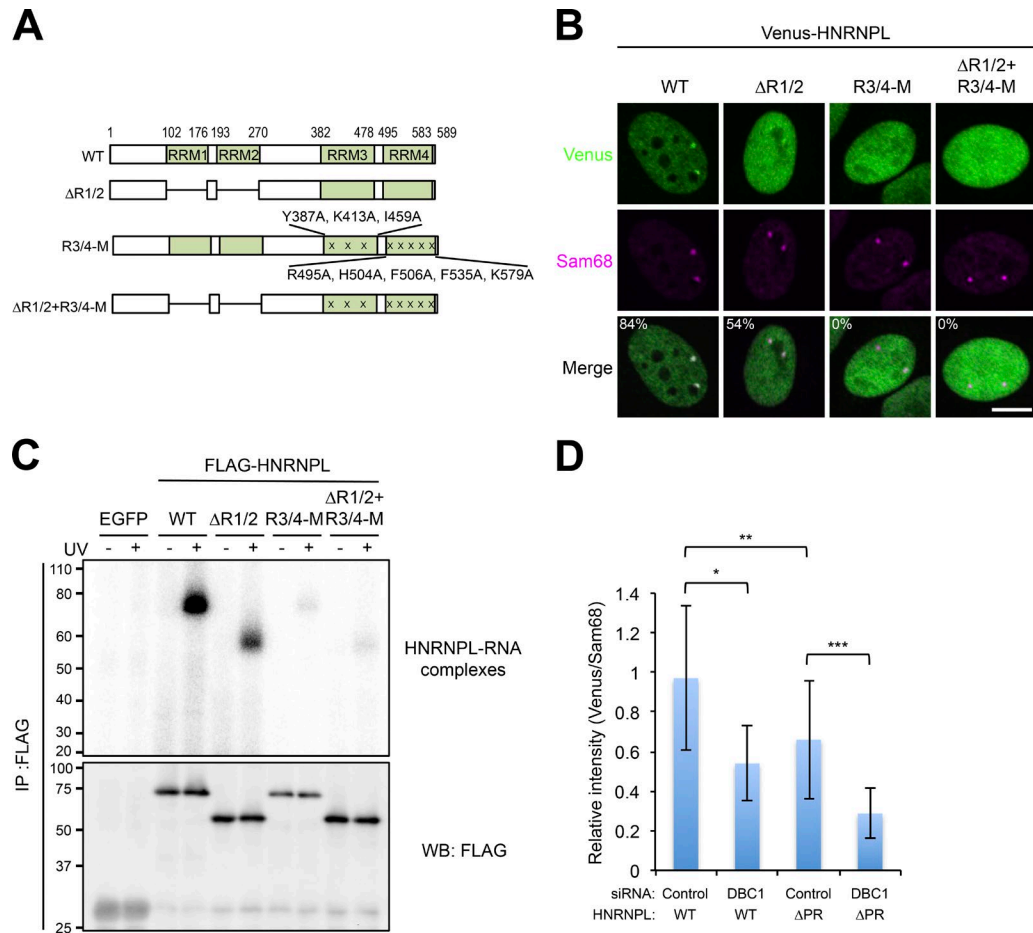 A
1 102 176 193 270 382 478 495 583 589
WT RRM1 RRM2 RRM3 RRM4
ΔR1/2
Y387A, K413A, I459A
R3/4-M x x x x x x x x
R495A, H504A, F506A, F535A, K579A
ΔR1/2+R3/4-M x x x x x x x x
B
Venus-HNRNPL
ΔR1/2+
WT ΔR1/2 R3/4-M R3/4-M
Venus
Sam68
84% 54% 0% 0%
Merge
C
FLAG-HNRNPL
ΔR1/2+
EGFP WT ΔR1/2 R3/4-M R3/4-M
UV - + - + - + - + - +
110
80
60
50
40
30
20
HNRNPL-RNA
complexes
IP :FLAG
100
75
50
37
25
WB: FLAG
D
**
*
***
1.4
1.2
1
0.8
0.6
0.4
0.2
0
Relative intensity (Venus/Sam68)
siRNA: Control DBC1 Control DBC1
HNRNPL: WT WT ΔPR ΔPR